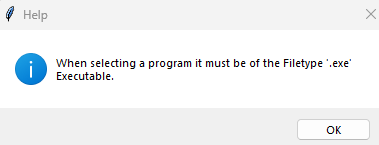 Help
When selecting a program it must be of the Filetype '.exe'
Executable.
OK